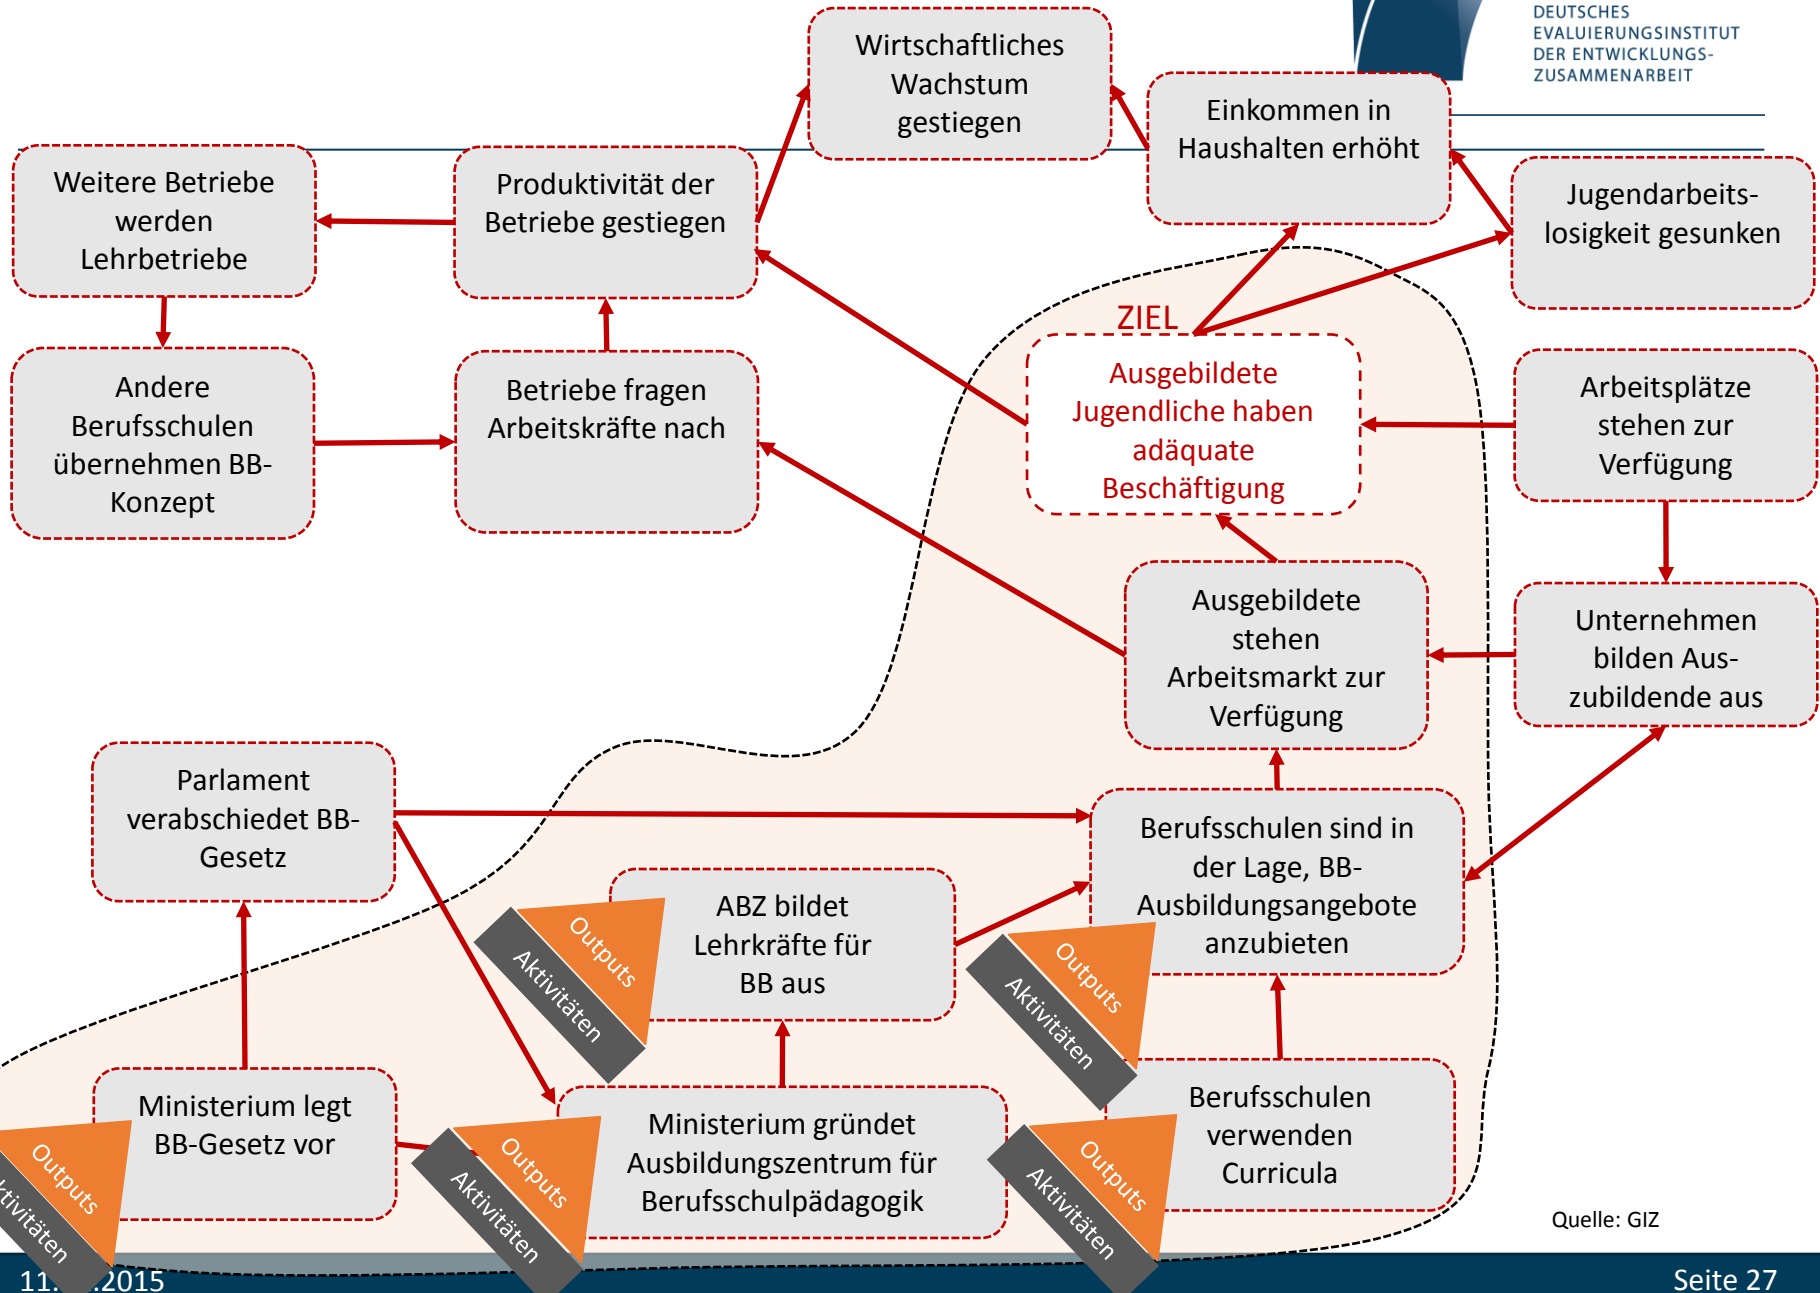 DEUTSCHES
EVALUIERUNGSINSTITUT
DER ENTWICKLUNGS-
ZUSAMMENARBEIT
Wirtschaftliches
Wachstum
gestiegen
Einkommen in
Haushalten erhöht
Weitere Betriebe
werden
Lehrbetriebe
Produktivität der
Betriebe gestiegen
Jugendarbeits-
losigkeit gesunken
ZIEL
Andere
Berufsschulen
übernehmen BB-
Konzept
Betriebe fragen
Arbeitskräfte nach
Ausgebildete
Jugendliche haben
adäquate
Beschäftigung
Arbeitsplätze
stehen zur
Verfügung
Ausgebildete
stehen
Arbeitsmarkt zur
Verfügung
Unternehmen
bilden Aus-
zubildende aus
Parlament
verabschiedet BB-
Gesetz
Berufsschulen sind in
der Lage, BB-
Ausbildungsangebote
anzubieten
ABZ bildet
Lehrkräfte für
BB aus
Outputs
Aktivitäten
Outputs
Aktivitäten
Ministerium legt
BB-Gesetz vor
Outputs
Ministerium gründet
Ausbildungszentrum für
Berufsschulpädagogik
Outputs
Aktivitäten
Berufsschulen
verwenden
Curricula
Outputs
Aktivitäten
Quelle: GIZ
Seite 27